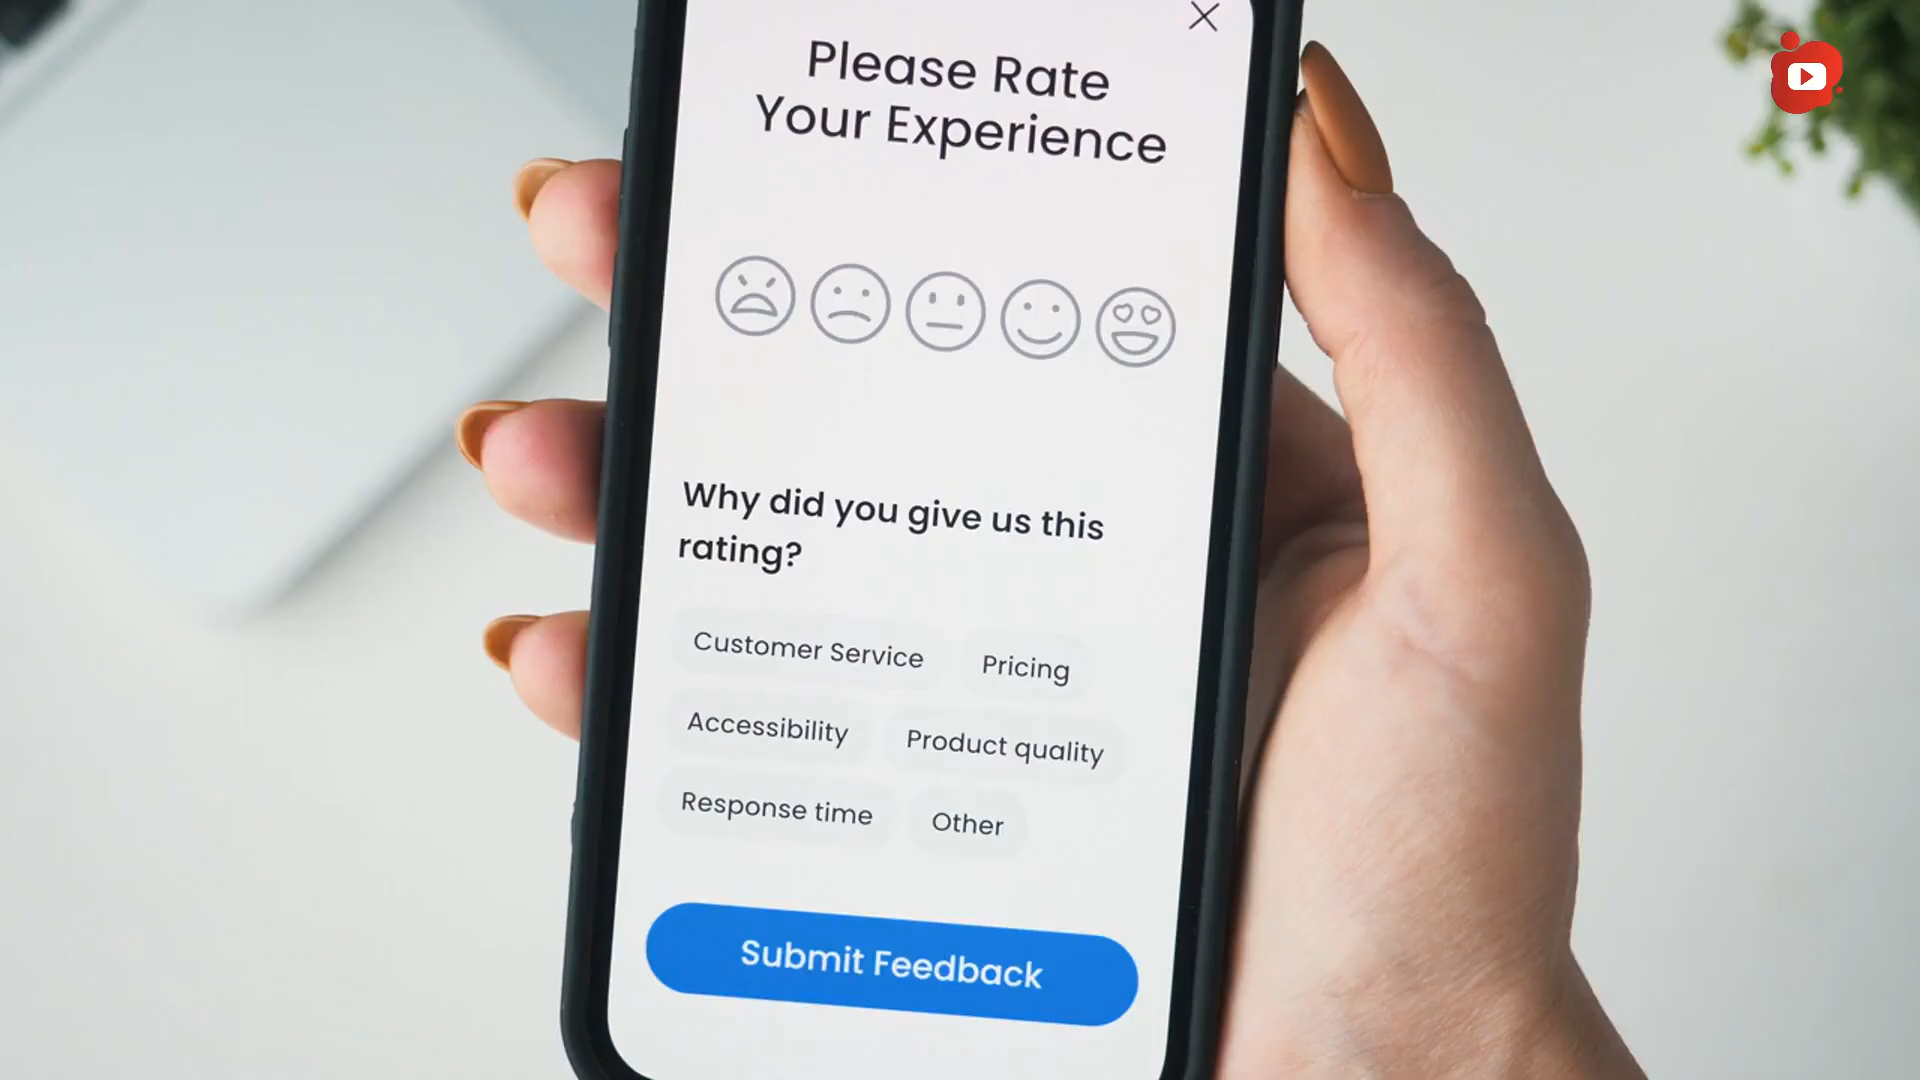 Please Rate
Your Experience
Why did you give us this
rating?
Customer Service
Pricing
Accessibility
Product quality
Response time
Other
Submit Feedback